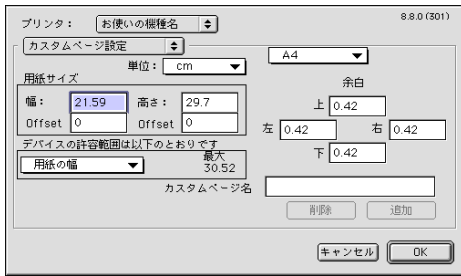 プリンタ： お使いの機種名 8.8.0 (301)
カスタムページ設定
単位： cm
A4
用紙サイズ
幅： 21.59 高さ： 29.7
Offset 0 Offset 0
余白
上 0.42
左 0.42 右 0.42
下 0.42
デバイスの許容範囲は以下のとおりです
用紙の幅
最大
30.52
カスタムページ名
削除 追加
キャンセル OK